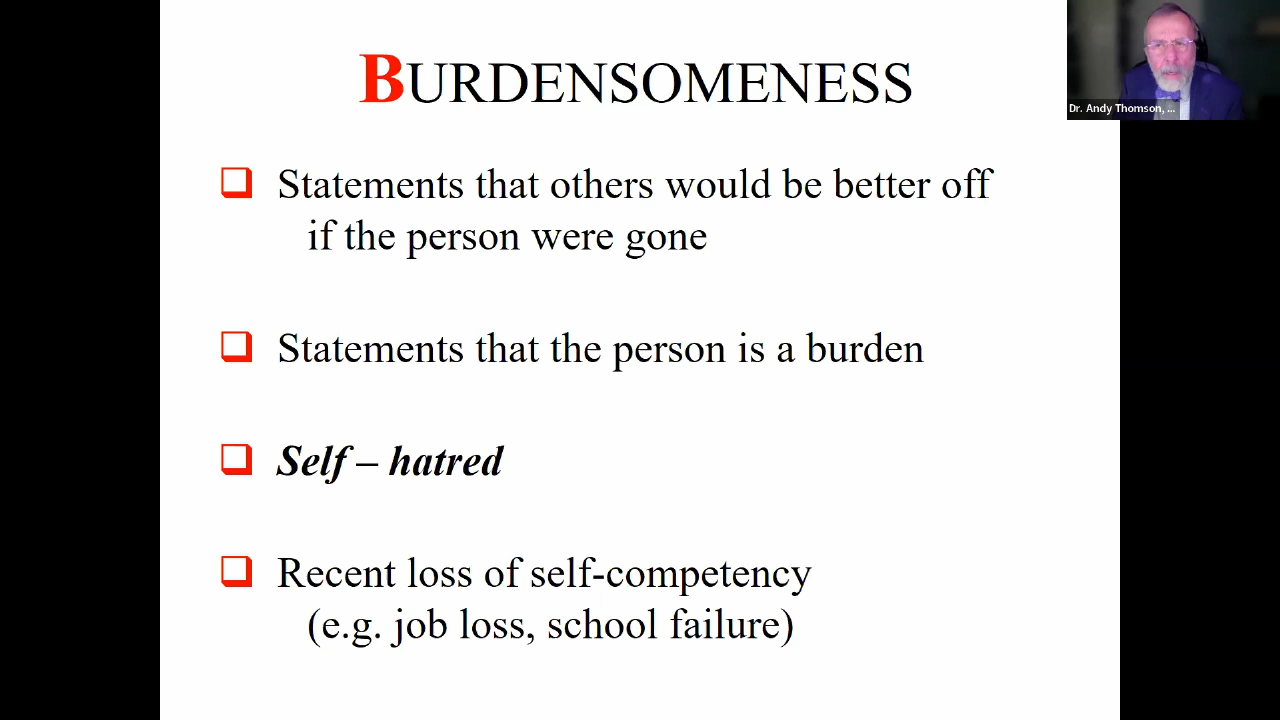 BURDENSOMENESS
Dr. Andy Thomson, ...
❑ Statements that others would be better off
if the person were gone
❑ Statements that the person is a burden
❑ Self – hatred
❑ Recent loss of self-competency
(e.g. job loss, school failure)